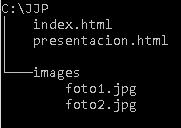 C:\JJP
index.html
presentacion.html
images
foto1.jpg
foto2.jpg